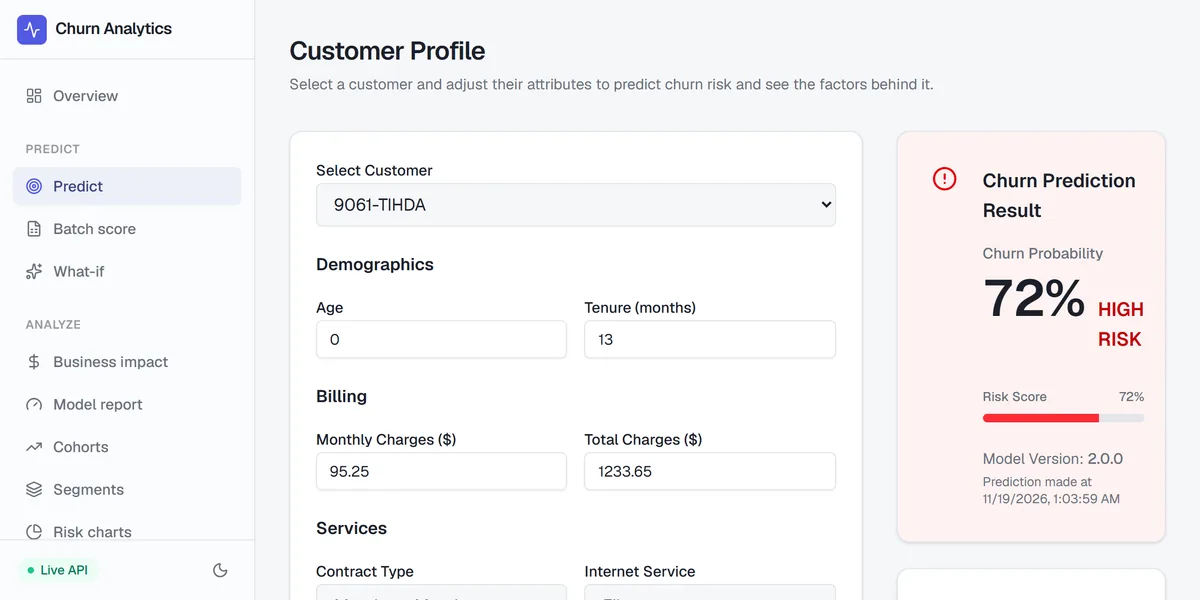 Churn Analytics
Overview
PREDICT
Predict
Batch score
What-if
ANALYZE
Business impact
Model report
Cohorts
Segments
Risk charts
Live API
Customer Profile
Select a customer and adjust their attributes to predict churn risk and see the factors behind it.
Select Customer
9061-TIHDA
Demographics
Age
Tenure (months)
0
13
Billing
Monthly Charges ($)
Total Charges ($)
95.25
1233.65
Services
Contract Type
Internet Service
Churn Prediction
Result
Churn Probability
72%
HIGH
RISK
Risk Score
72%
Model Version: 2.0.0
Prediction made at
11/19/2026, 1:03:59 AM